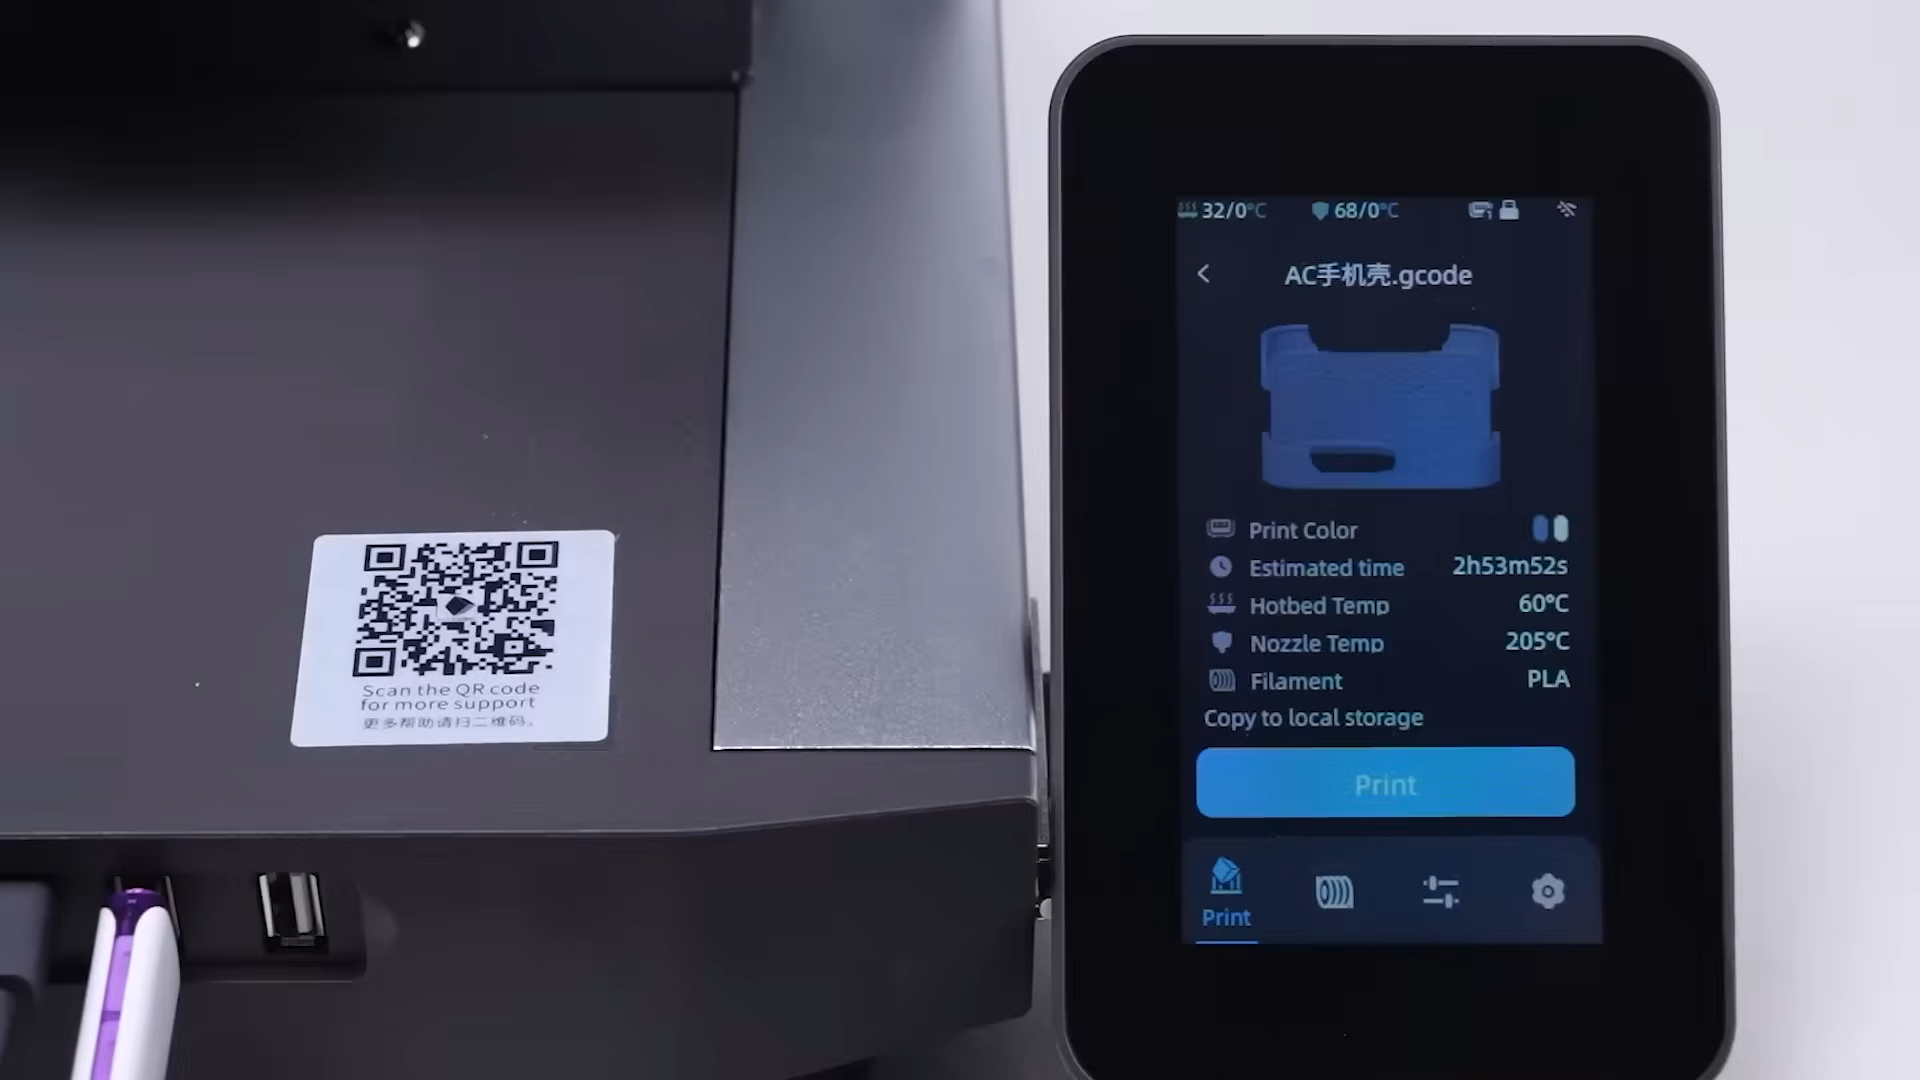 32/0°C 68/0°C
AC手机壳.gcode
Print Color
Estimated time 2h53m52s
Hotbed Temp 60°C
Nozzle Temp 205°C
Filament PLA
Copy to local storage
Print
Print
Scan the QR code
for more support
更多帮助请扫二维码。